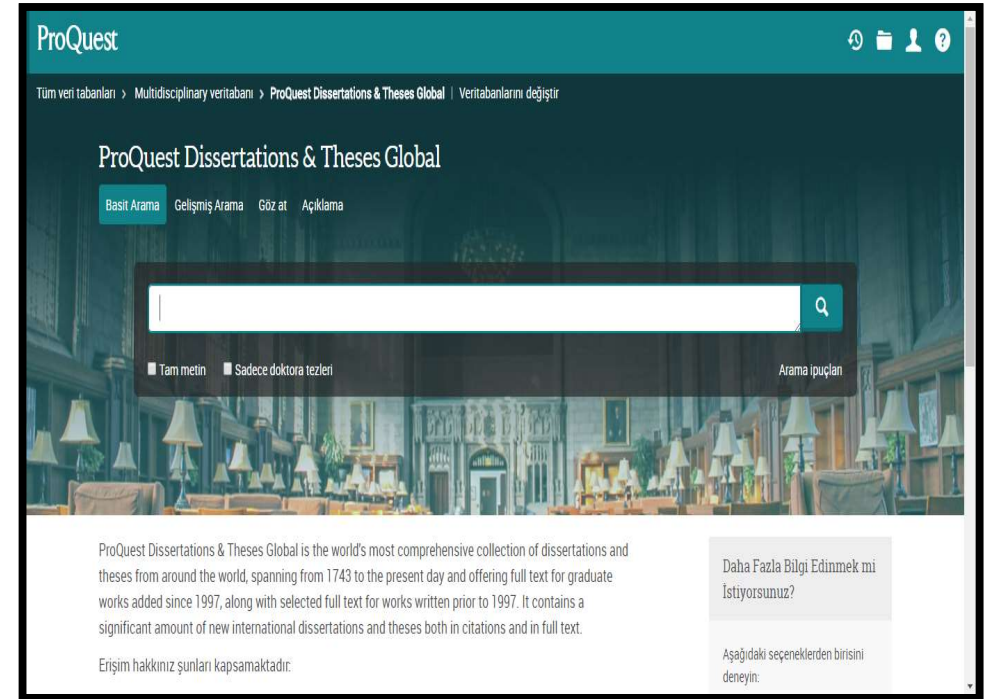 ProQuest
Tüm veri tabanları > Multidisciplinary veritabanı > ProQuest Dissertations & Theses Global | Veritabanlarını değiştir
ProQuest Dissertations & Theses Global
Basit Arama Gelişmiş Arama Göz at Açıklama
Tam metin Sadece doktora tezleri Arama ipuçları
ProQuest Dissertations & Theses Global is the world's most comprehensive collection of dissertations and
theses from around the world, spanning from 1743 to the present day and offering full text for graduate
works added since 1997, along with selected full text for works written prior to 1997. It contains a
significant amount of new international dissertations and theses both in citations and in full text.
Erişim hakkınız şunları kapsamaktadır:
Daha Fazla Bilgi Edinmek mi
İstiyorsunuz?
Aşağıdaki seçeneklerden birisini
deneyin: